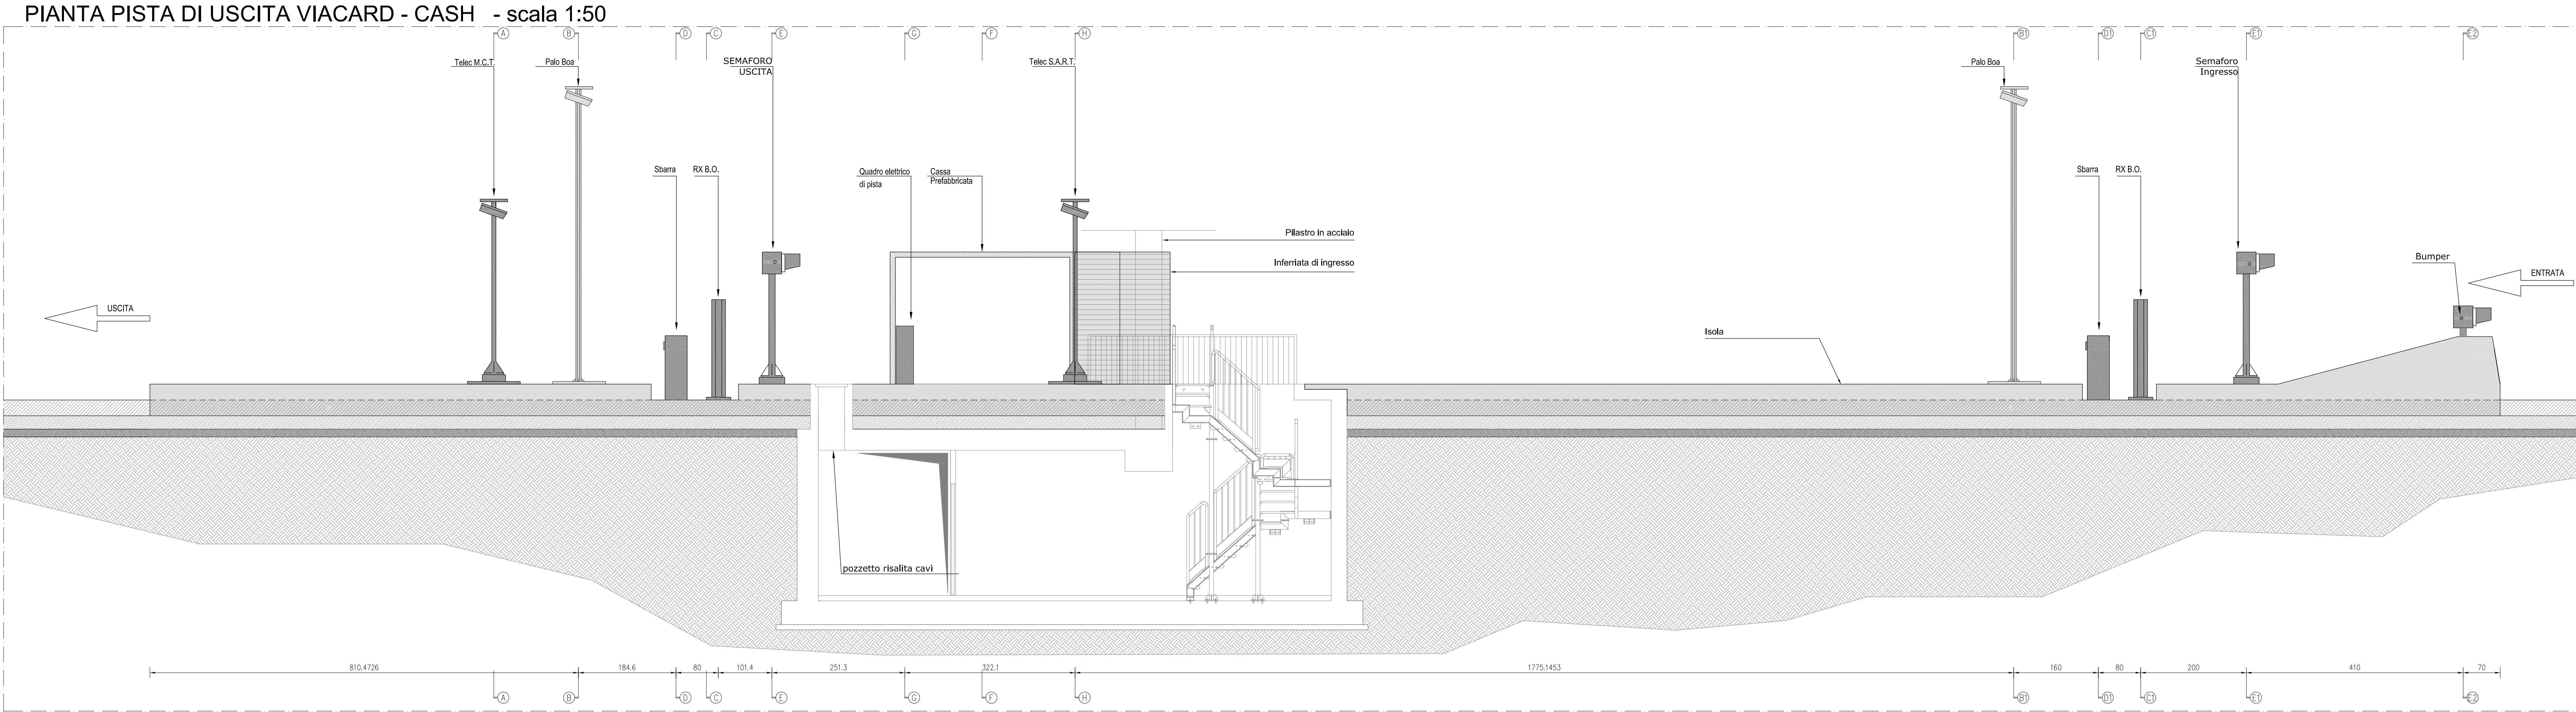 PIANTA PISTA DI USCITA VIACARD - CASH - scala 1:50
A B D C E G F H B1 D1 C1 E1 E2
Telec M.C.T.
Palo Boa
SEMAFORO
USCITA
Telec S.A.R.T.
Palo Boa
Semaforo
Ingresso
Sbarra
RX B.O.
Quadro elettrico
di pista
Cassa
Prefabbricata
Sbarra
RX B.O.
Pilastro in acciaio
Inferriata di ingresso
Bumper
ENTRATA
USCITA
Isola
pozzetto risalita cavi
810.4726 184.6 80 101.4 251.3 322.1 1775.1453 160 80 200 410 70
A B D C E G F H B1 D1 C1 E1 E2